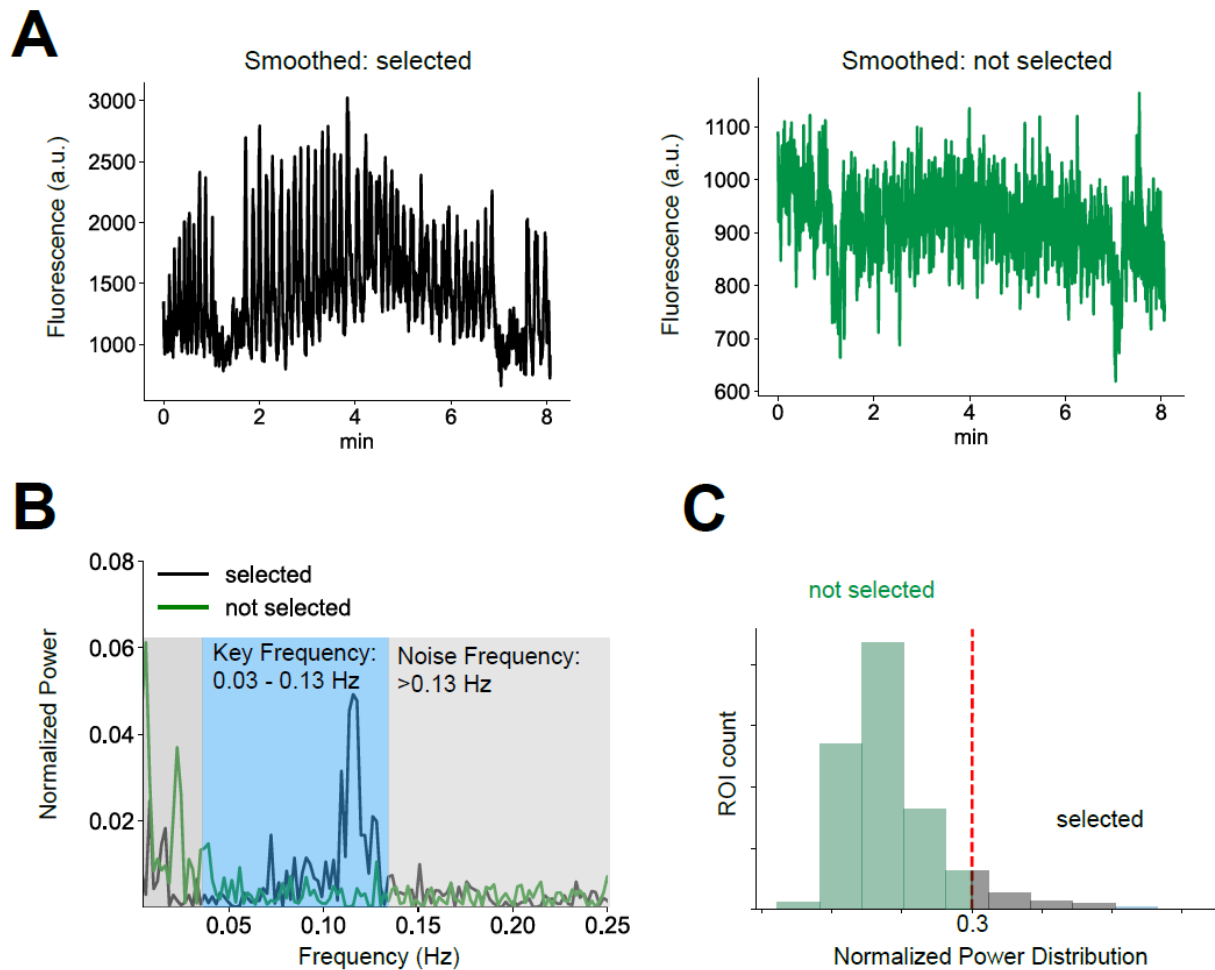 A
Smoothed: selected
Fluorescence (a.u.)
3000
2500
2000
1500
1000
0
2
4
6
8
min
Smoothed: not selected
Fluorescence (a.u.)
1100
1000
900
800
700
600
0
2
4
6
8
min
B
Normalized Power
0.08
0.06
0.04
0.02
selected
not selected
Key Frequency:
0.03 - 0.13 Hz
Noise Frequency:
>0.13 Hz
0.05
0.10
0.15
0.20
0.25
Frequency (Hz)
C
not selected
ROI count
selected
0.3
Normalized Power Distribution